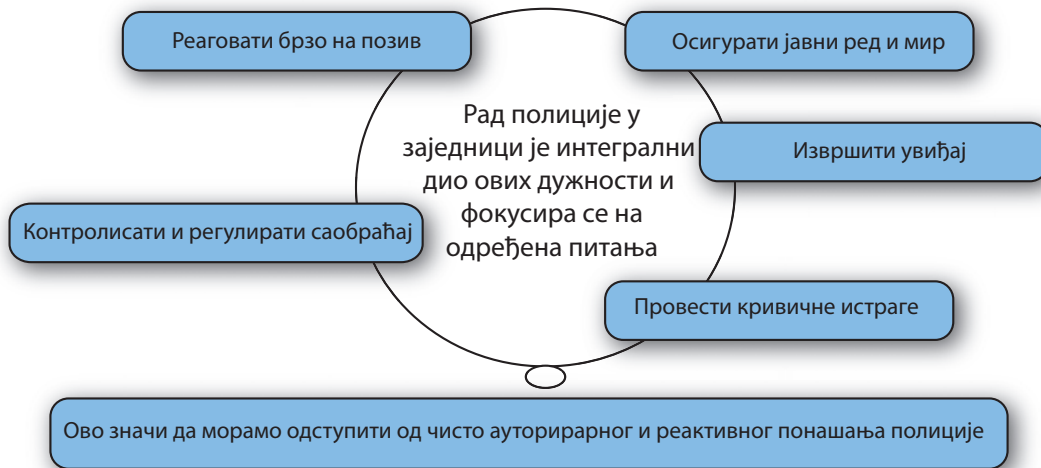 Реаговати брзо на позив
Осигурати јавни ред и мир
Рад полиције у
заједници је интегрални
дио ових дужности и
фокусира се на
одређена питања
Извршити увиђај
Контролисати и регулирати саобраћај
Провести кривичне истраге
Ово значи да морамо одступити од чисто ауторирарног и реактивног понашања полиције